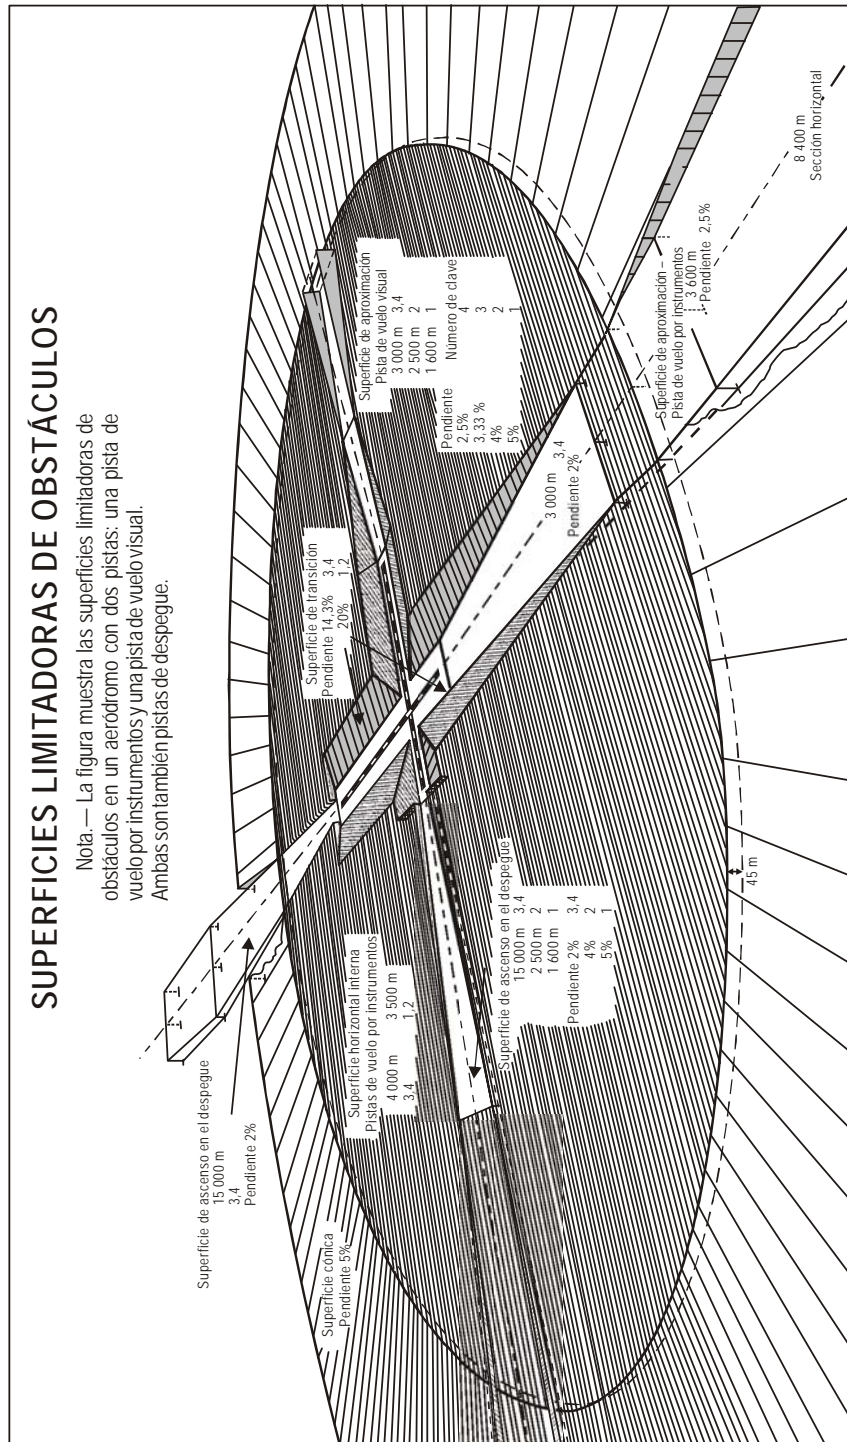 SUPERFICIES LIMITADORAS DE OBSTÁCULOS
Nota.— La figura muestra las superficies limitadoras de
obstáculos en un aeródromo con dos pistas: una pista de
vuelo por instrumentos y una pista de vuelo visual.
Ambas son también pistas de despegue.
Superficie de ascenso en el despegue
15 000 m
3,4
Pendiente 2%
Superficie cónica
Pendiente 5%
Superficie horizontal interna
Pistas de vuelo por instrumentos
4 000 m 3 500 m
3,4 1,2
Superficie de transición
Pendiente 14,3% 3,4
20% 1,2
Superficie de aproximación
Pista de vuelo visual
3 000 m 3,4
2 500 m 2
1 600 m 1
Pendiente Número de clave
2,5% 4
3,33 % 3
4% 2
5% 1
Superficie de ascenso en el despegue
15 000 m 3,4
2 500 m 2
1 600 m 1
Pendiente 2% 3,4
4% 2
5% 1
3 000 m 3,4
Pendiente 2%
Superficie de aproximación
Pista de vuelo por instrumentos
3 600 m
Pendiente 2,5%
8 400 m
Sección horizontal
45 m